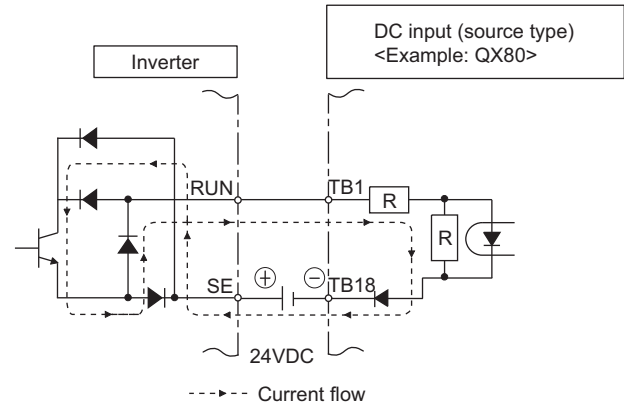 DC input (source type)
<Example: QX80>
Inverter
RUN
TB1
R
R
SE
+
−
TB18
24VDC
Current flow